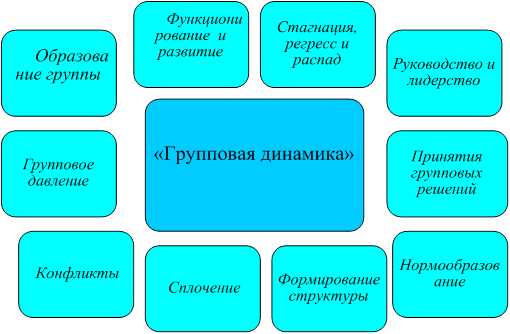 Функциони
рование и
развитие
Стагнация,
регресс и
распад
Образова
ние группы
Руководство и
лидерство
«Групповая динамика»
Групповое
давление
Принятия
групповых
решений
Конфликты
Сплочение
Формирование
структуры
Нормообразов
ание